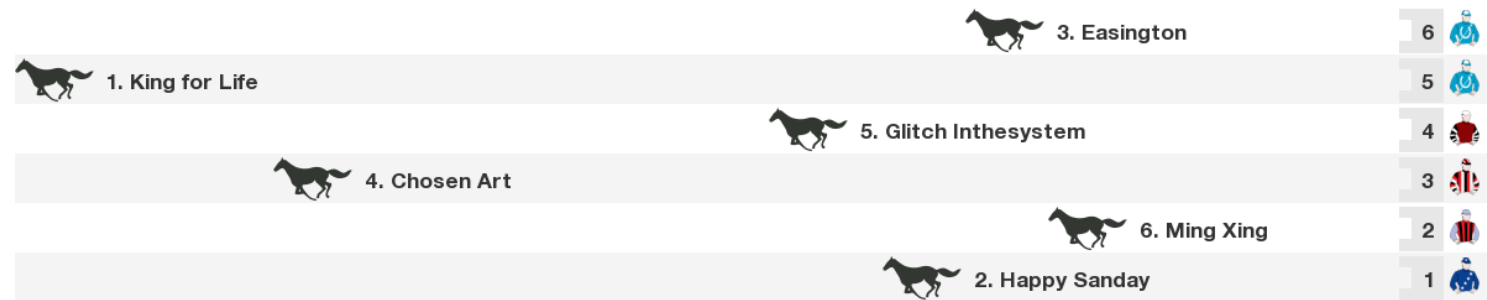 3. Easington 6
1. King for Life 5
5. Glitch Inthesystem 4
4. Chosen Art 3
6. Ming Xing 2
2. Happy Sanday 1